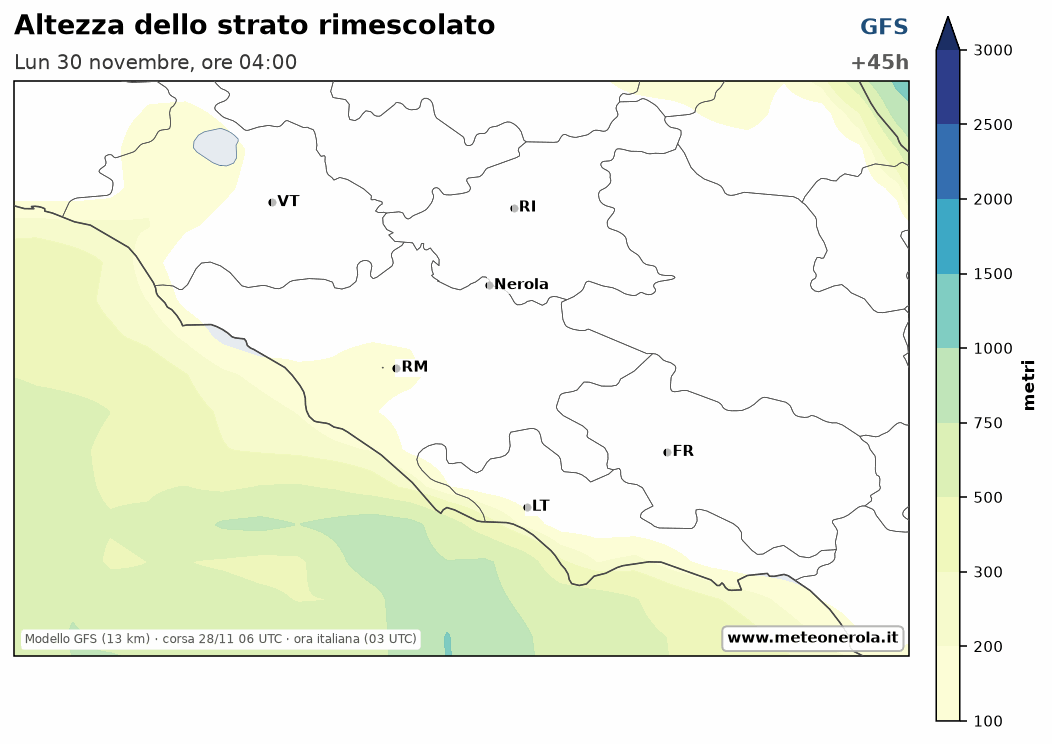 Altezza dello strato rimescolato
GFS
Lun 30 novembre, ore 04:00
+45h
3000
2500
2000
1500
1000
750
500
300
200
100
metri
VT
RI
Nerola
RM
FR
LT
Modello GFS (13 km) · corsa 28/11 06 UTC · ora italiana (03 UTC)
www.meteonerola.it